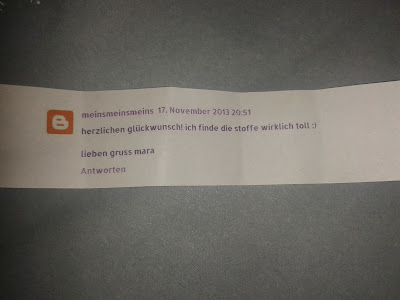 meinsmeinsmeins 17. November 2013 20:51
herzlichen glückwunsch! ich finde die stoffe wirklich toll :)
lieben gruss mara
Antworten